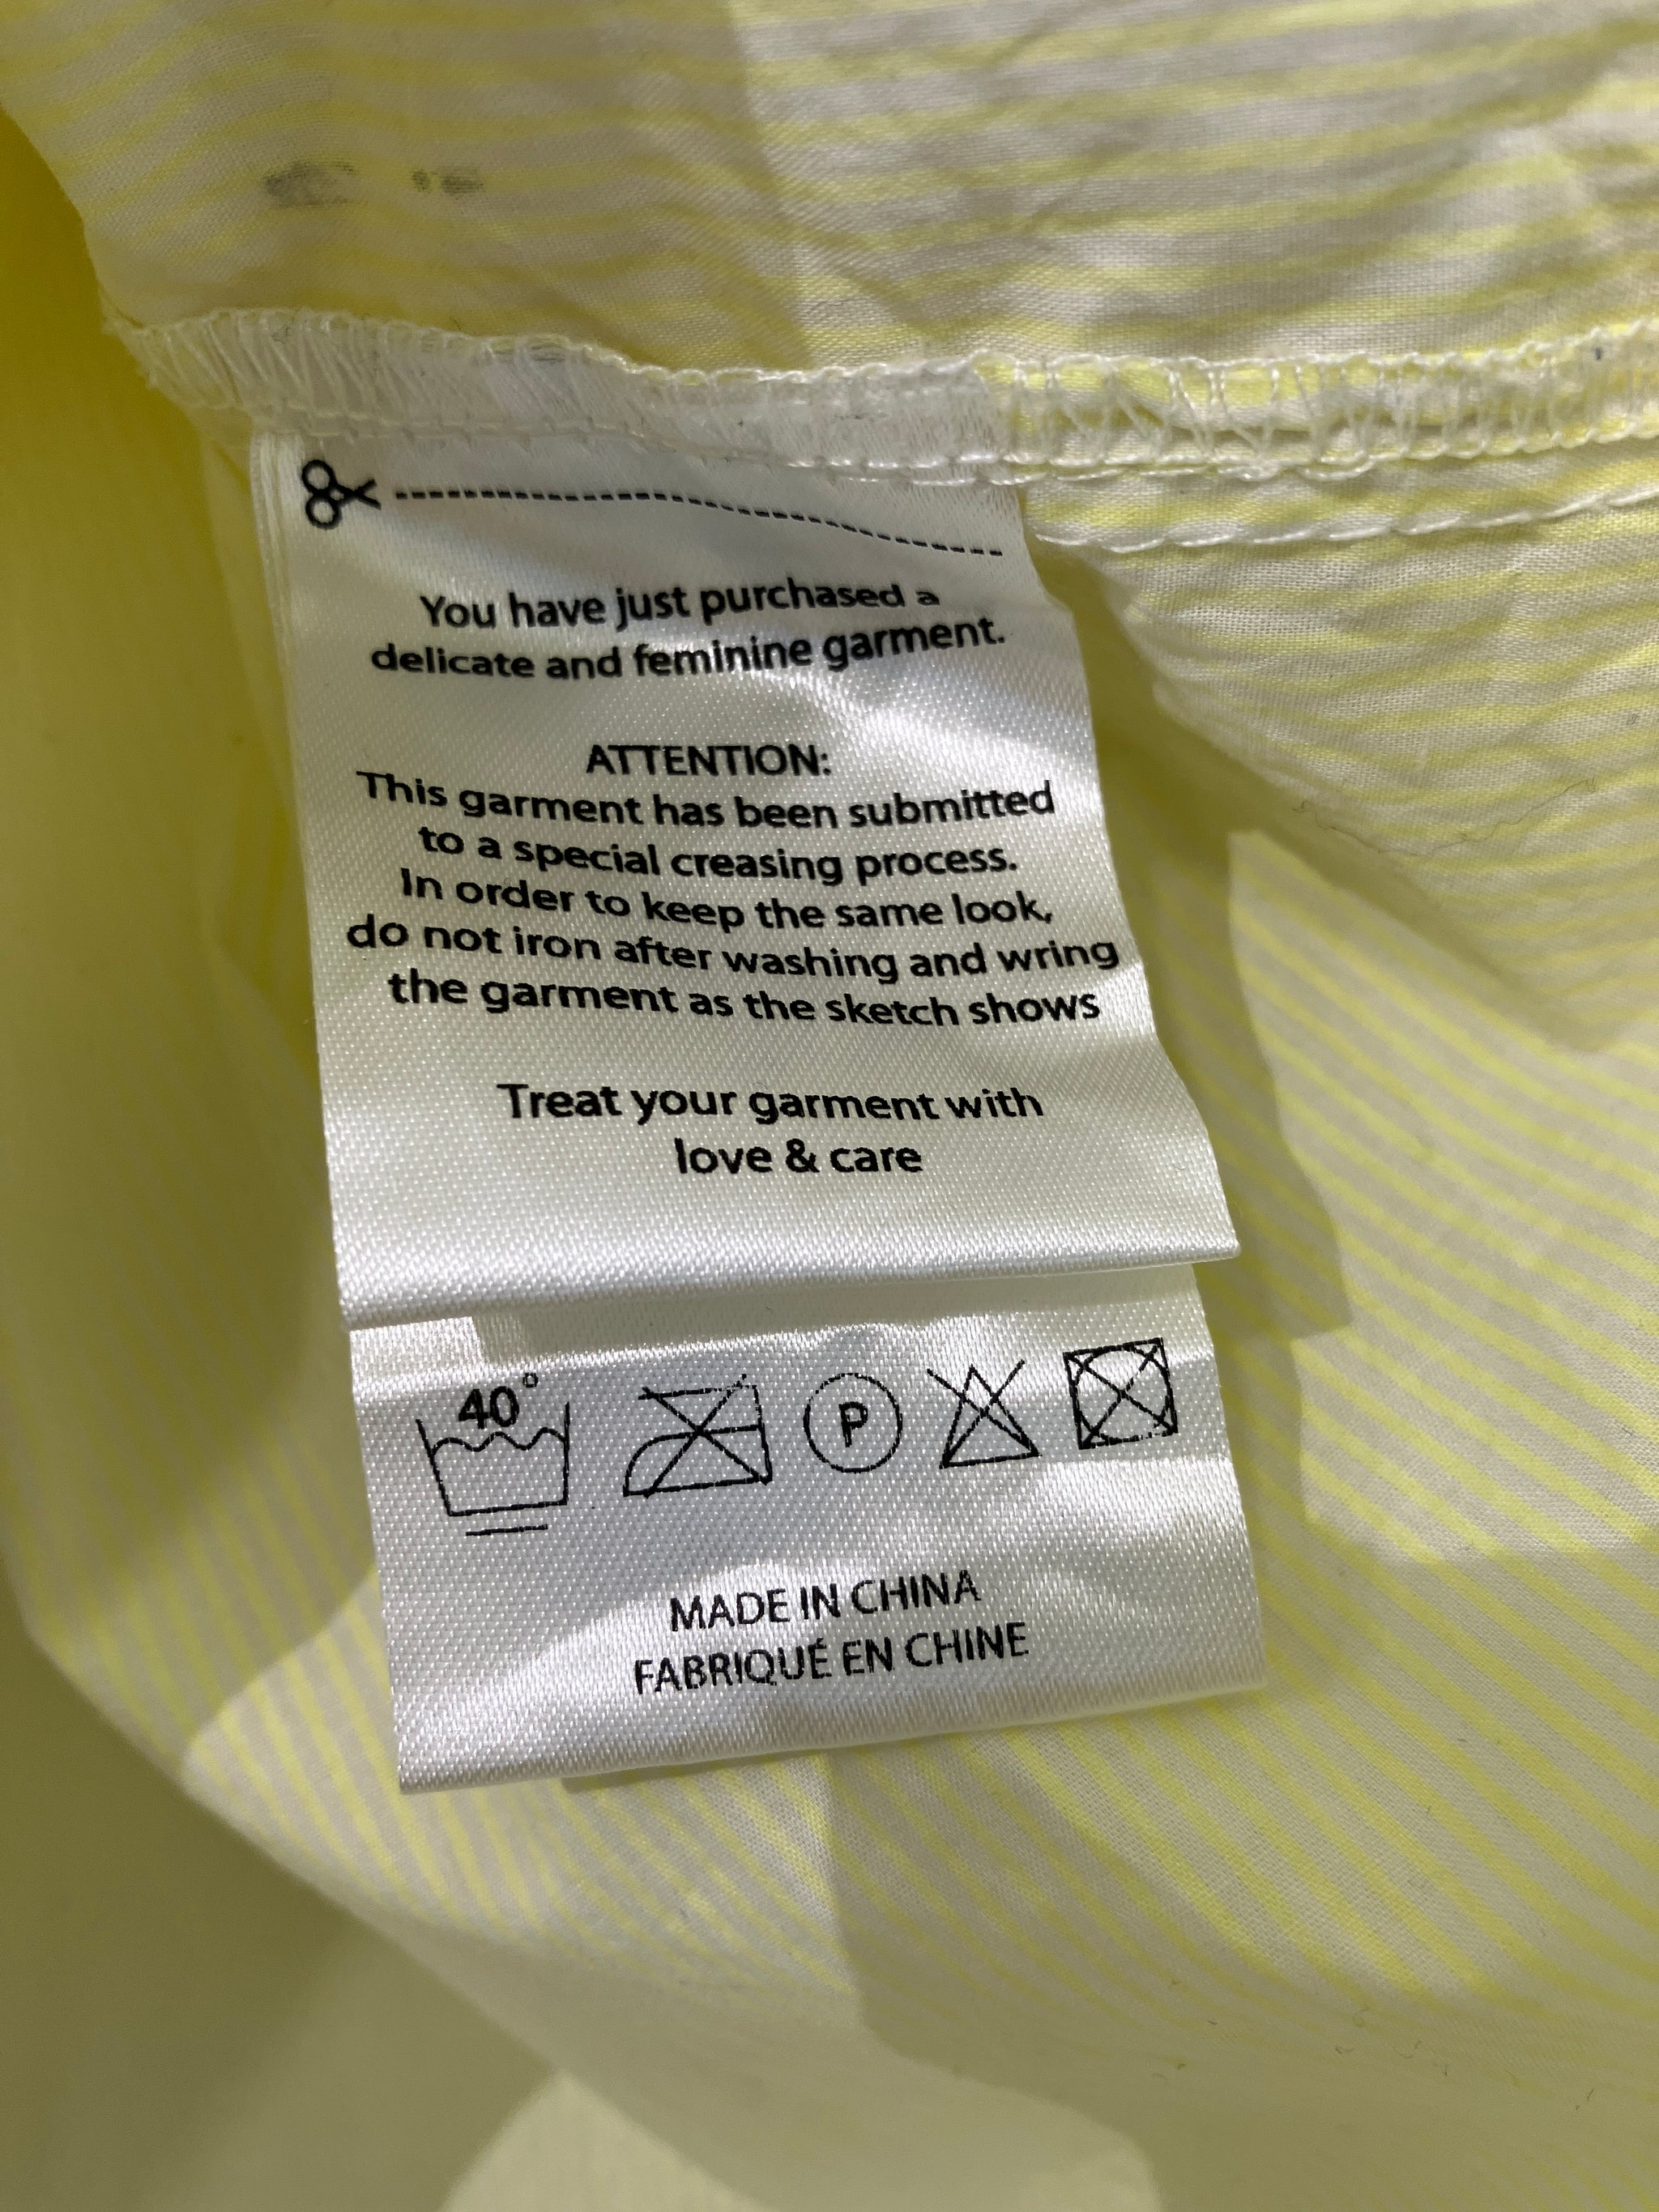 You have just purchased a
delicate and feminine garment.
ATTENTION:
This garment has been submitted
to a special creasing process.
In order to keep the same look,
do not iron after washing and wring
the garment as the sketch shows
Treat your garment with
love & care
40°
P
MADE IN CHINA
FABRIQUÉ EN CHINE